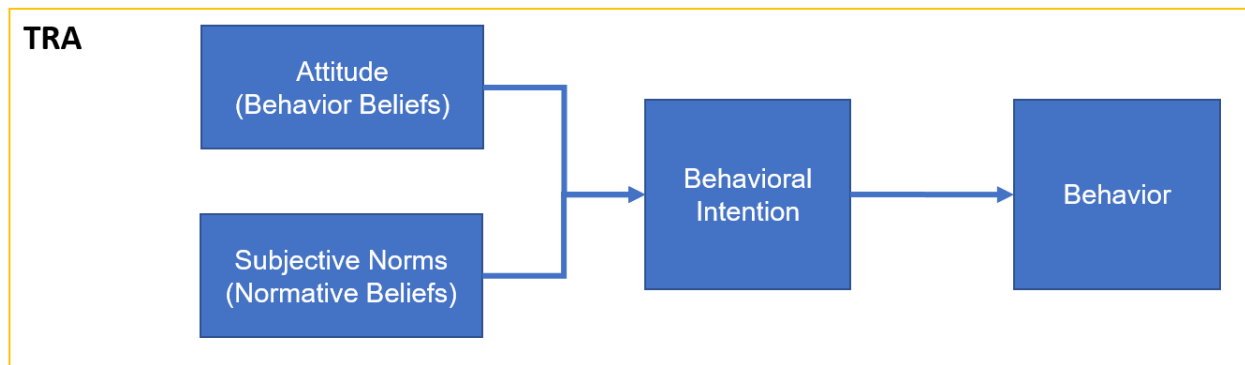 TRA
Attitude
(Behavior Beliefs)
Subjective Norms
(Normative Beliefs)
Behavioral
Intention
Behavior